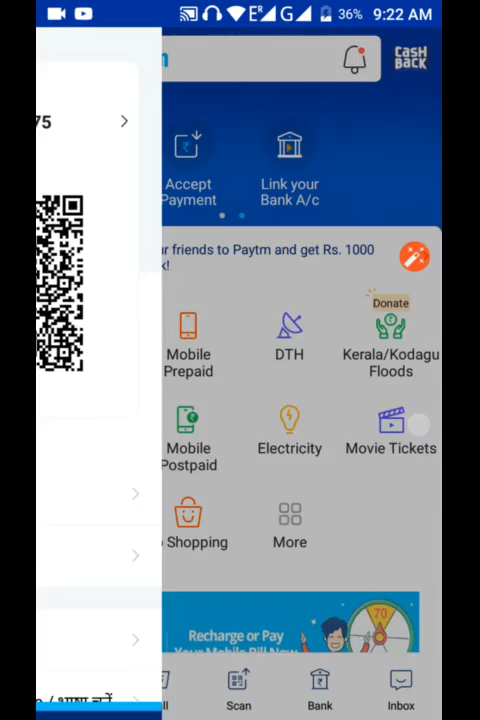 36% 9:22 AM
75
CASH
BACK
Accept
Payment
Link your
Bank A/c
friends to Paytm and get Rs. 1000
Donate
Mobile
Prepaid
DTH
Kerala/Kodagu
Floods
Mobile
Postpaid
Electricity
Movie Tickets
Shopping
More
70
Recharge or Pay
Your Mobile Bill Now
/ भाषा बदलें
Scan
Bank
Inbox